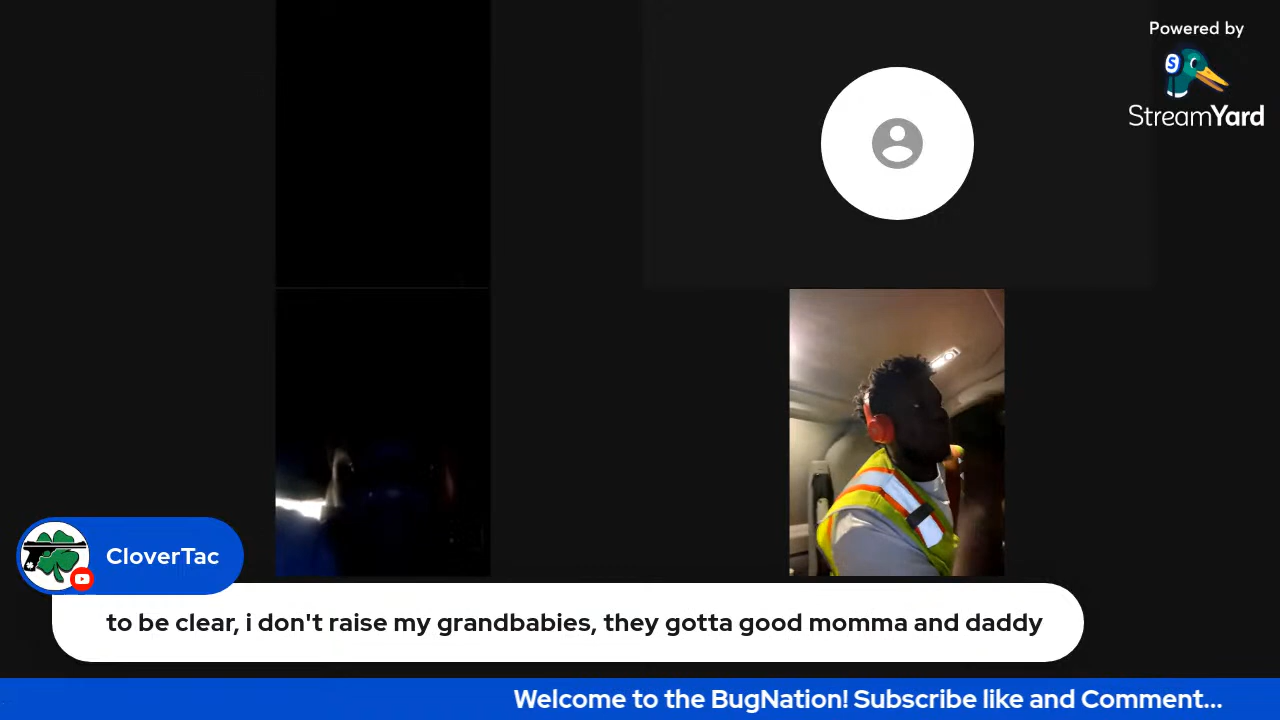 Powered by
StreamYard
CloverTac
to be clear, i don't raise my grandbabies, they gotta good momma and daddy
Welcome to the BugNation! Subscribe like and Comment...